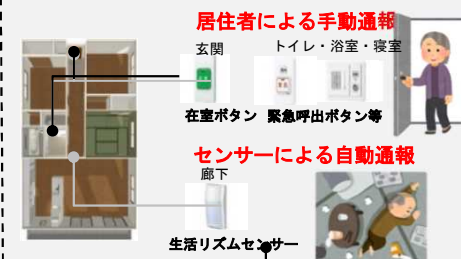 居住者による手動通報
玄関
トイレ・浴室・寝室
在室ボタン
緊急呼出ボタン等
センサーによる自動通報
廊下
生活リズムセンサー